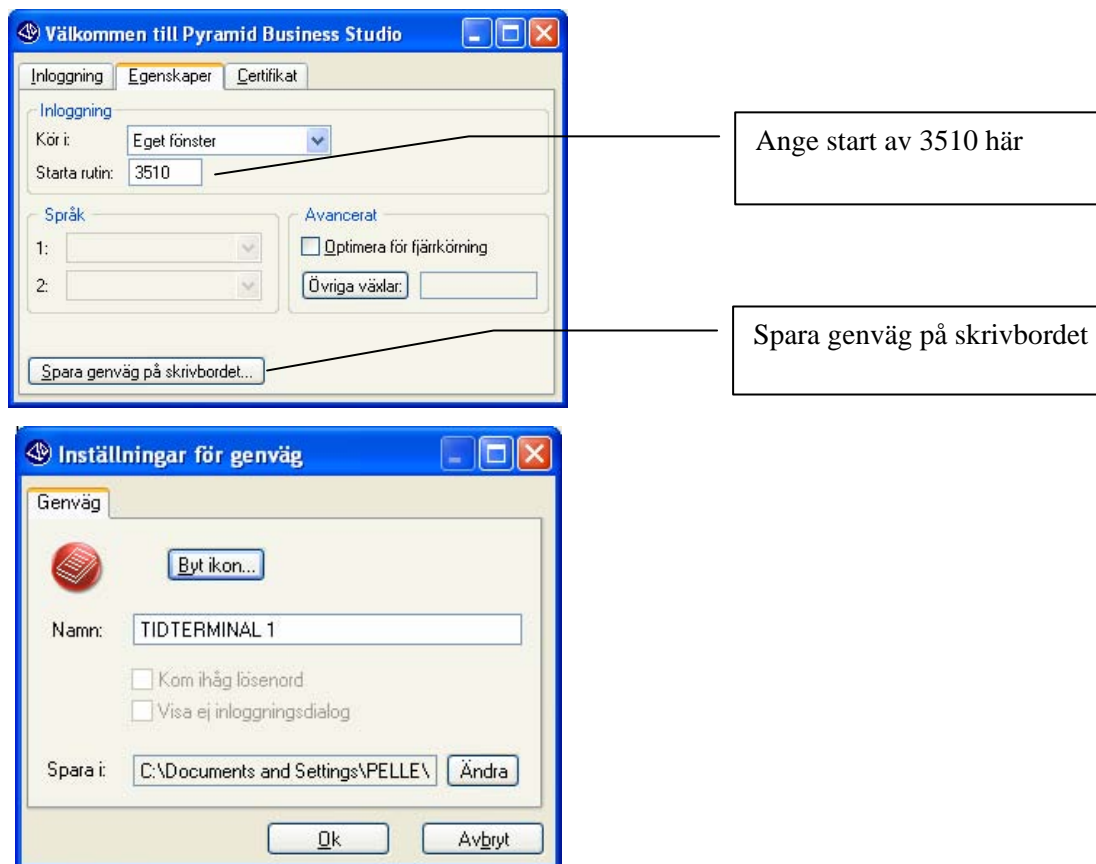 Välkommen till Pyramid Business Studio
Inloggning Egenskaper Certifikat
Inloggning
Kör i: Eget fönster
Starta rutin: 3510
Ange start av 3510 här
Språk
1:
2:
Avancerat
Optimera för fjärrkörning
Övriga växlar:
Spara genväg på skrivbordet...
Spara genväg på skrivbordet
Inställningar för genväg
Genväg
Byt ikon...
Namn: TIDTERMINAL 1
Kom ihåg lösenord
Visa ej inloggningsdialog
Spara i: C:\Documents and Settings\PELLE\ Ändra
Ok Avbryt